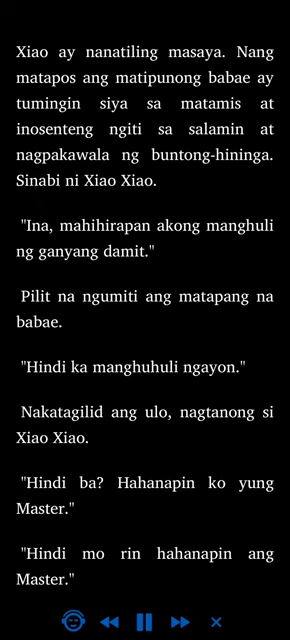 Xiao ay nanatiling masaya. Nang
matapos ang matipunong babae ay
tumingin siya sa matamis at
inosenteng ngiti sa salamin at
nagpakawala ng buntong-hininga.
Sinabi ni Xiao Xiao.
"Ina, mahihirapan akong manghuli
ng ganyang damit."
Pilit na ngumiti ang matapang na
babae.
"Hindi ka manghuhuli ngayon."
Nakatagilid ang ulo, nagtanong si
Xiao Xiao.
"Hindi ba? Hahanapin ko yung
Master."
"Hindi mo rin hahanapin ang
Master."